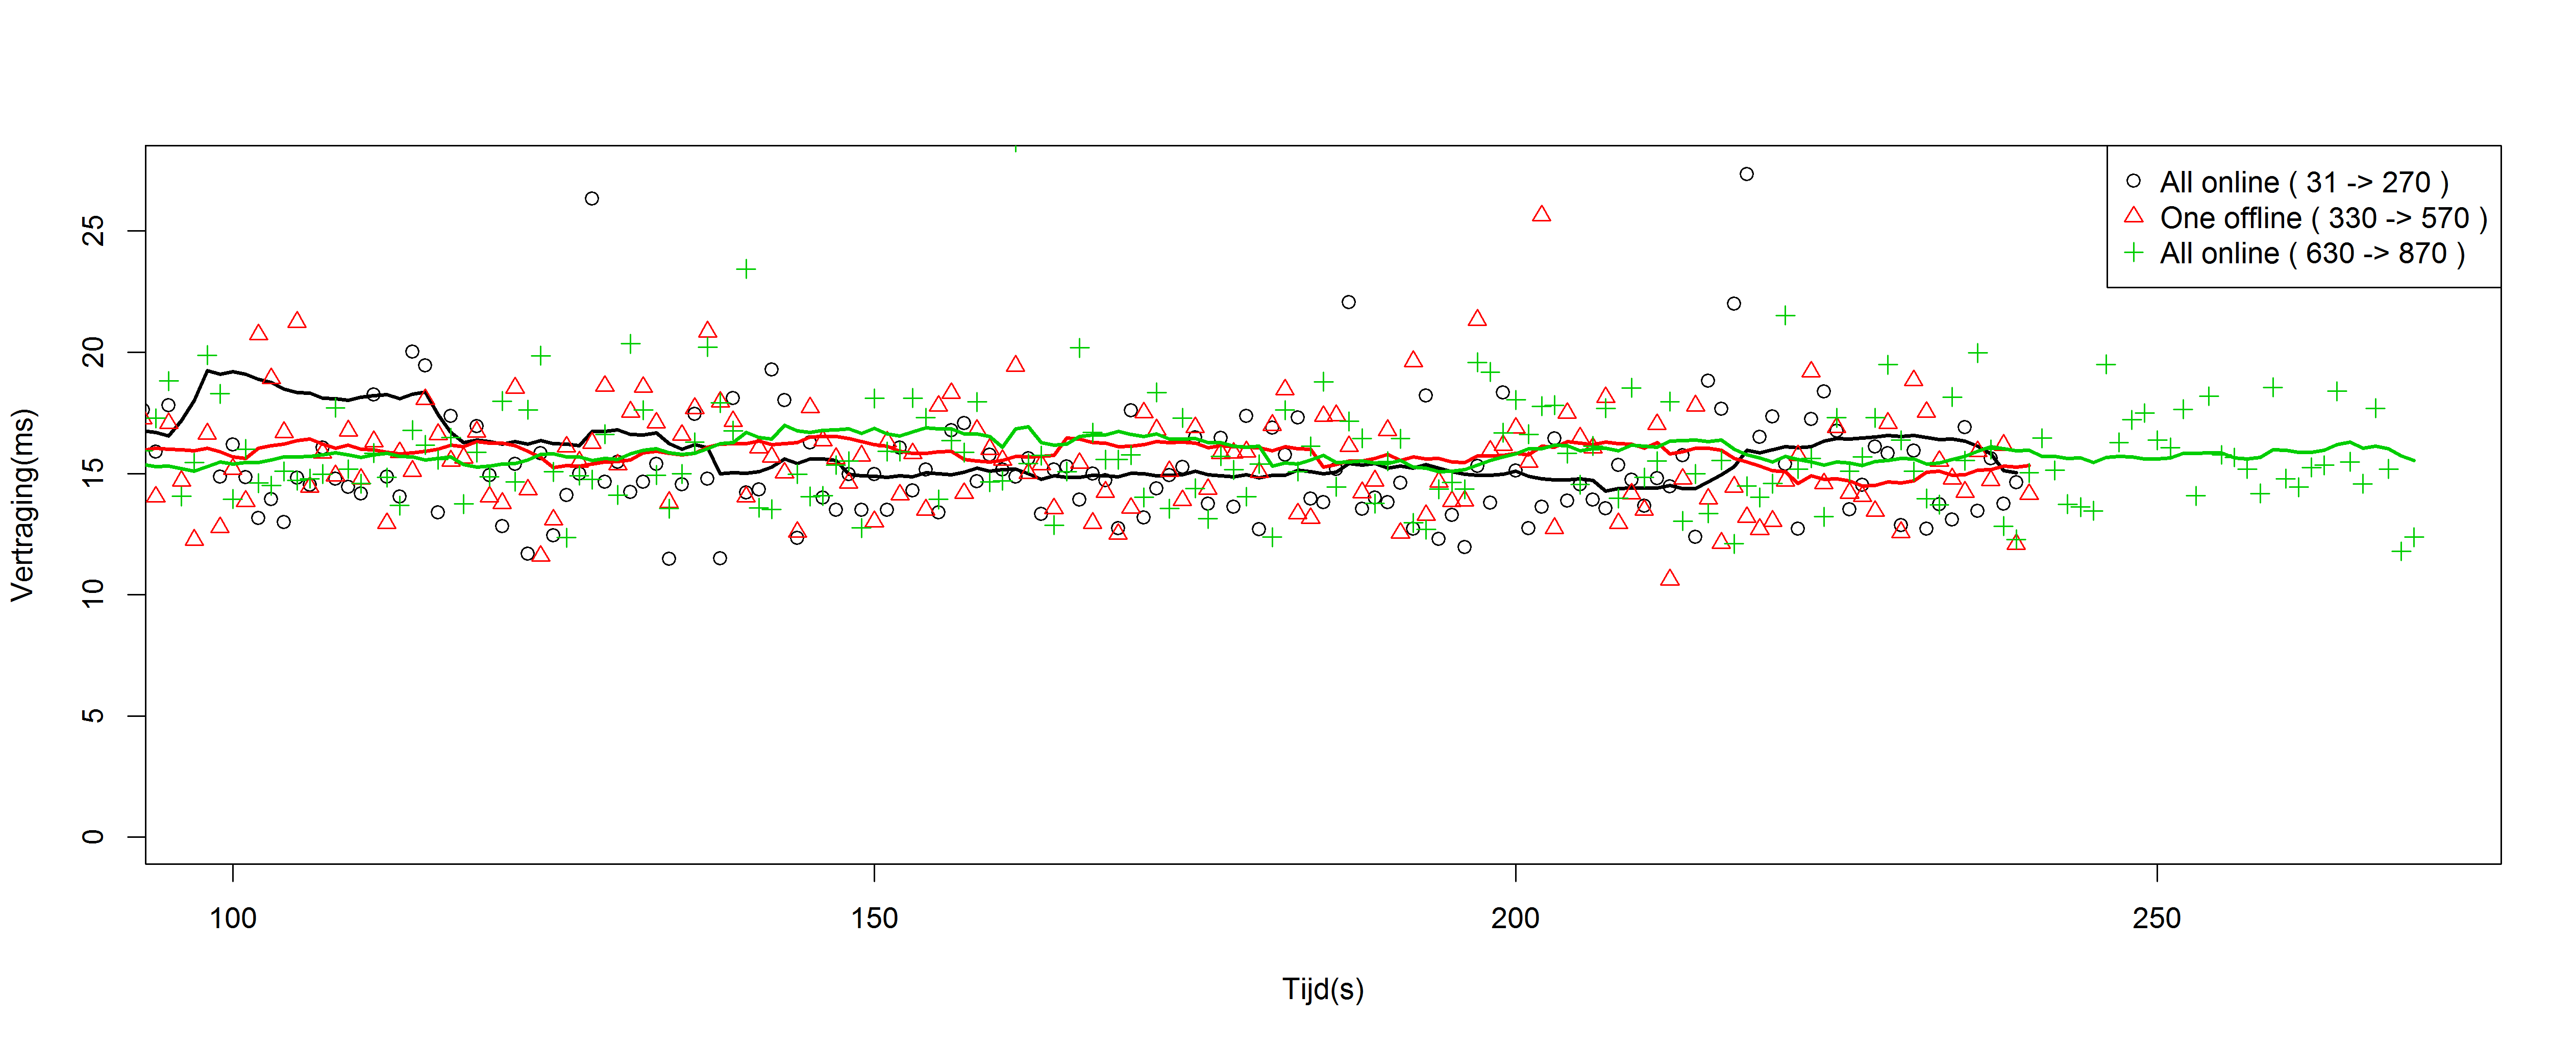 All online ( 31 -> 270 )
One offline ( 330 -> 570 )
All online ( 630 -> 870 )
25
20
15
10
5
0
Vertraging(ms)
100 150 200 250
Tijd(s)